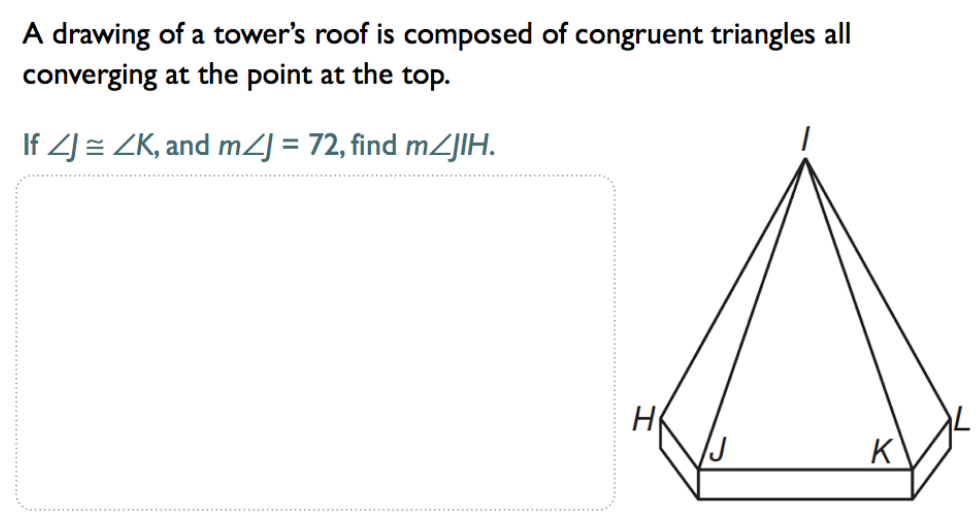 A drawing of a tower’s roof is composed of congruent triangles all
converging at the point at the top.
If ∠J ≅ ∠K, and m∠J = 72, find m∠JIH.
I
H
L
J
K